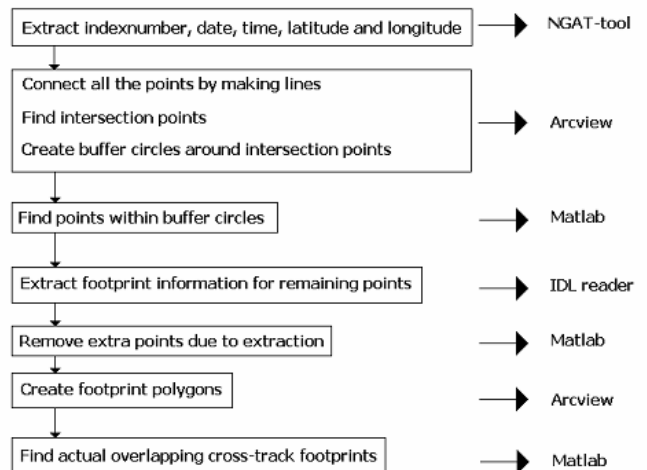 Extract indexnumber, date, time, latitude and longitude
NGAT-tool
Connect all the points by making lines
Find intersection points
Create buffer circles around intersection points
Arcview
Find points within buffer circles
Matlab
Extract footprint information for remaining points
IDL reader
Remove extra points due to extraction
Matlab
Create footprint polygons
Arcview
Find actual overlapping cross-track footprints
Matlab